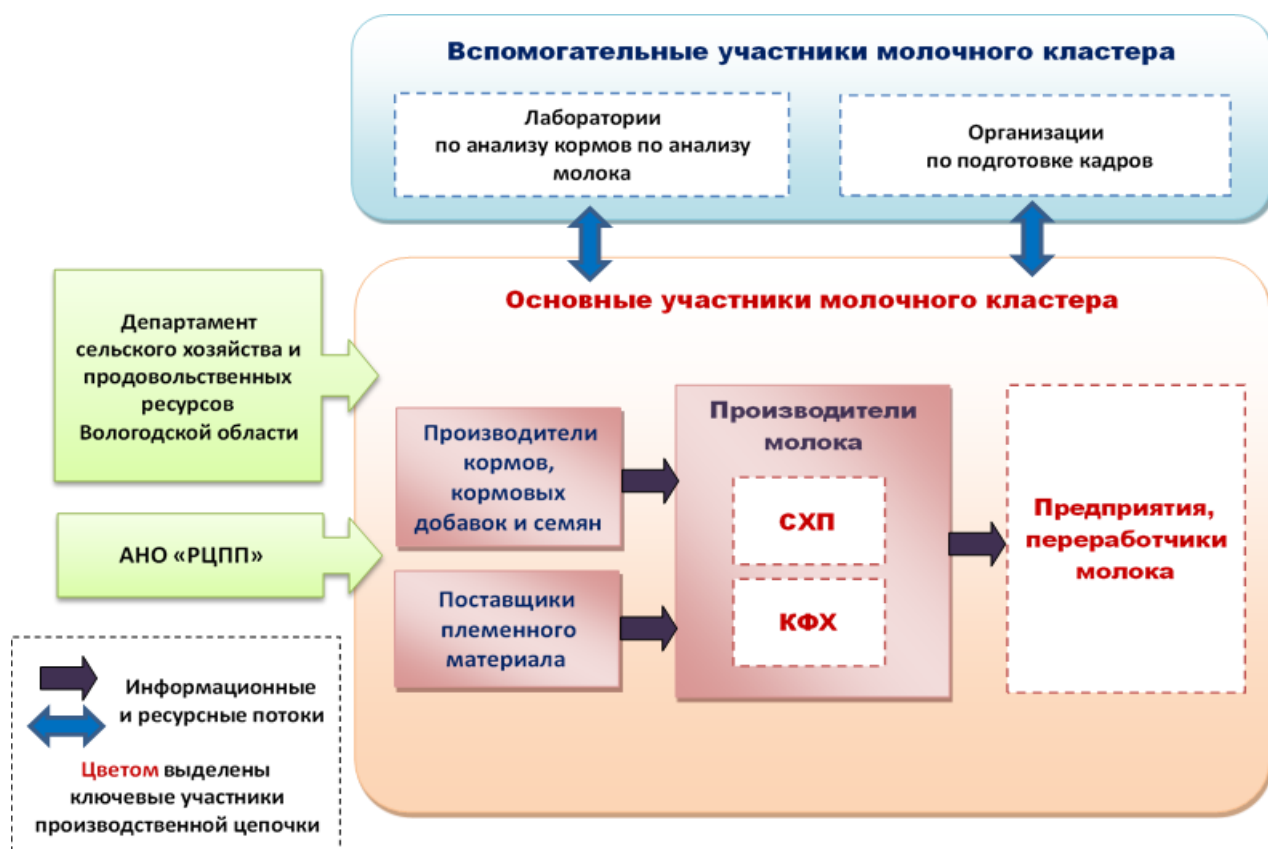 Вспомогательные участники молочного кластера
Лаборатории
по анализу кормов по анализу
молока
Организации
по подготовке кадров
Основные участники молочного кластера
Департамент
сельского хозяйства и
продовольственных
ресурсов
Вологодской области
АНО «РЦПП»
Производители
кормов,
кормовых
добавок и семян
Поставщики
племенного
материала
Производители
молока
СХП
КФХ
Предприятия,
переработчики
молока
Информационные
и ресурсные потоки
Цветом выделены
ключевые участники
производственной цепочки